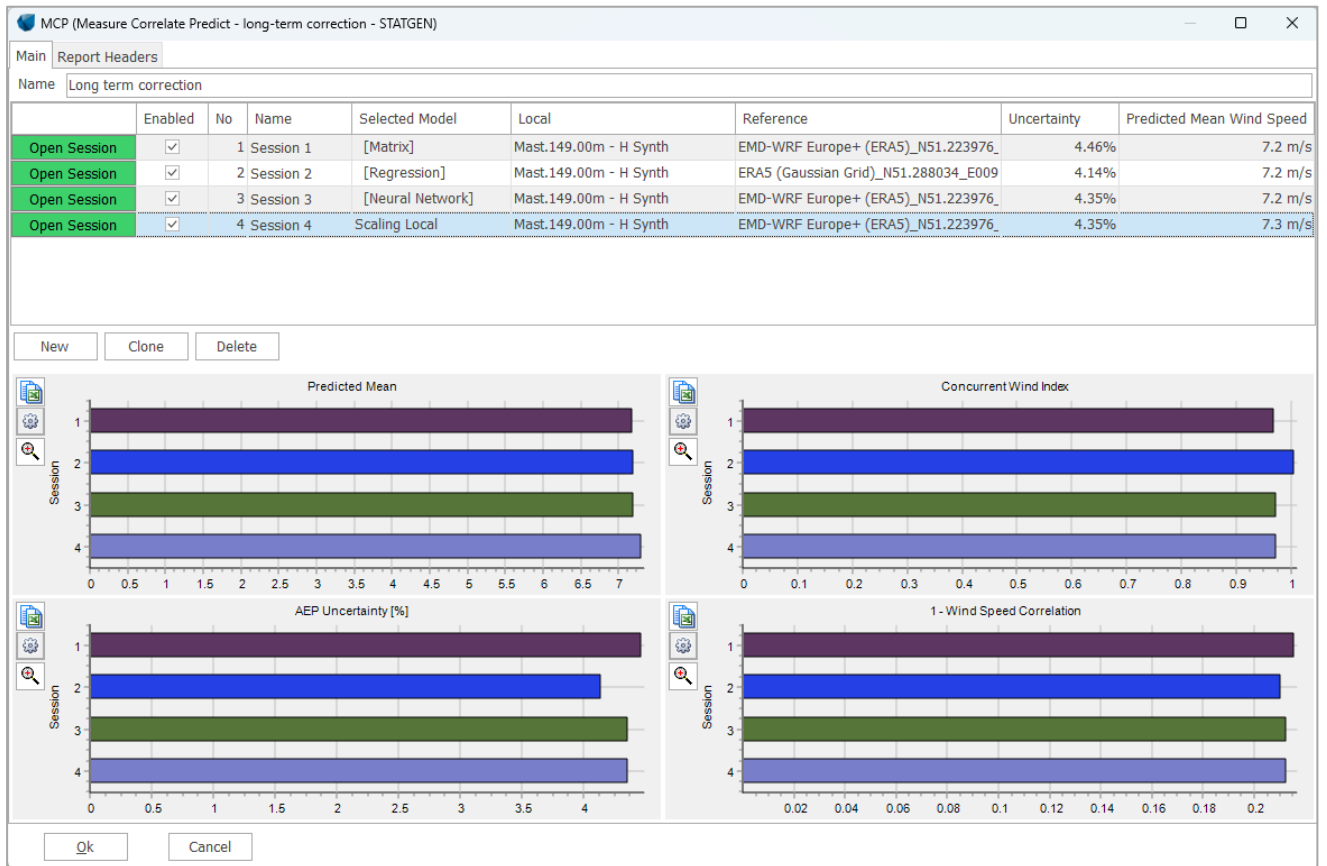 MCP (Measure Correlate Predict - long-term correction - STATGEN)
Main Report Headers
Name Long term correction
Enabled No Name Selected Model Local Reference Uncertainty Predicted Mean Wind Speed
Open Session 1 Session 1 [Matrix] Mast.149.00m - H Synth EMD-WRF Europe+ (ERA5)_N51.223976_ 4.46% 7.2 m/s
Open Session 2 Session 2 [Regression] Mast.149.00m - H Synth ERA5 (Gaussian Grid)_N51.288034_E009 4.14% 7.2 m/s
Open Session 3 Session 3 [Neural Network] Mast.149.00m - H Synth EMD-WRF Europe+ (ERA5)_N51.223976_ 4.35% 7.2 m/s
Open Session 4 Session 4 Scaling Local Mast.149.00m - H Synth EMD-WRF Europe+ (ERA5)_N51.223976_ 4.35% 7.3 m/s
New Clone Delete
Predicted Mean
Session
1
2
3
4
0 0.5 1 1.5 2 2.5 3 3.5 4 4.5 5 5.5 6 6.5 7
Concurrent Wind Index
Session
1
2
3
4
0 0.1 0.2 0.3 0.4 0.5 0.6 0.7 0.8 0.9 1
AEP Uncertainty [%]
Session
1
2
3
4
0 0.5 1 1.5 2 2.5 3 3.5 4
1 - Wind Speed Correlation
Session
1
2
3
4
0.02 0.04 0.06 0.08 0.1 0.12 0.14 0.16 0.18 0.2
Ok Cancel